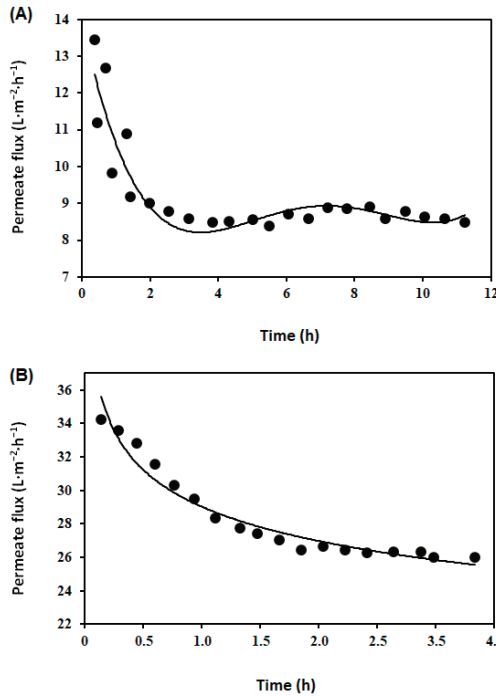 (A)
14
13
12
11
10
9
8
7
Permeate flux (L·m⁻²·h⁻¹)
0 2 4 6 8 10 12
Time (h)
(B)
36
34
32
30
28
26
24
22
Permeate flux (L·m⁻²·h⁻¹)
0 0.5 1.0 1.5 2.0 2.5 3.0 3.5 4.
Time (h)